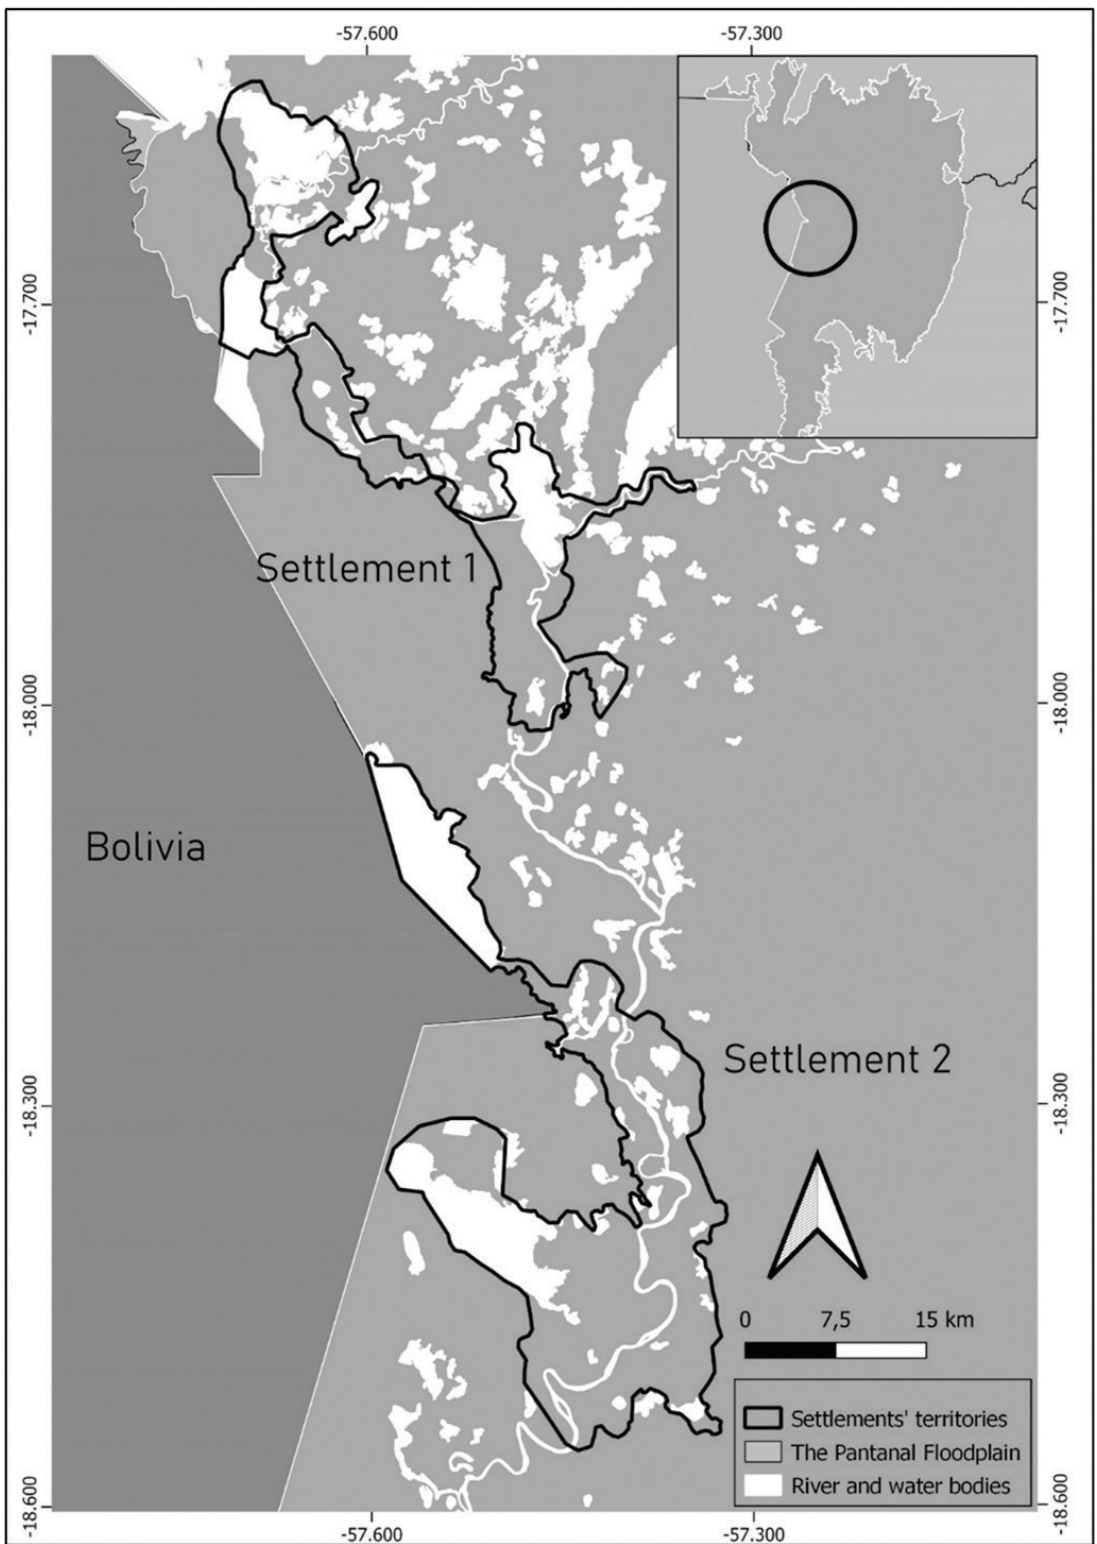 -57.600
-57.300
-17.700
-17.700
Settlement 1
-18.000
-18.000
Bolivia
Settlement 2
-18.300
-18.300
0 7,5 15 km
Settlements' territories
The Pantanal Floodplain
River and water bodies
-18.600
-18.600
-57.600
-57.300